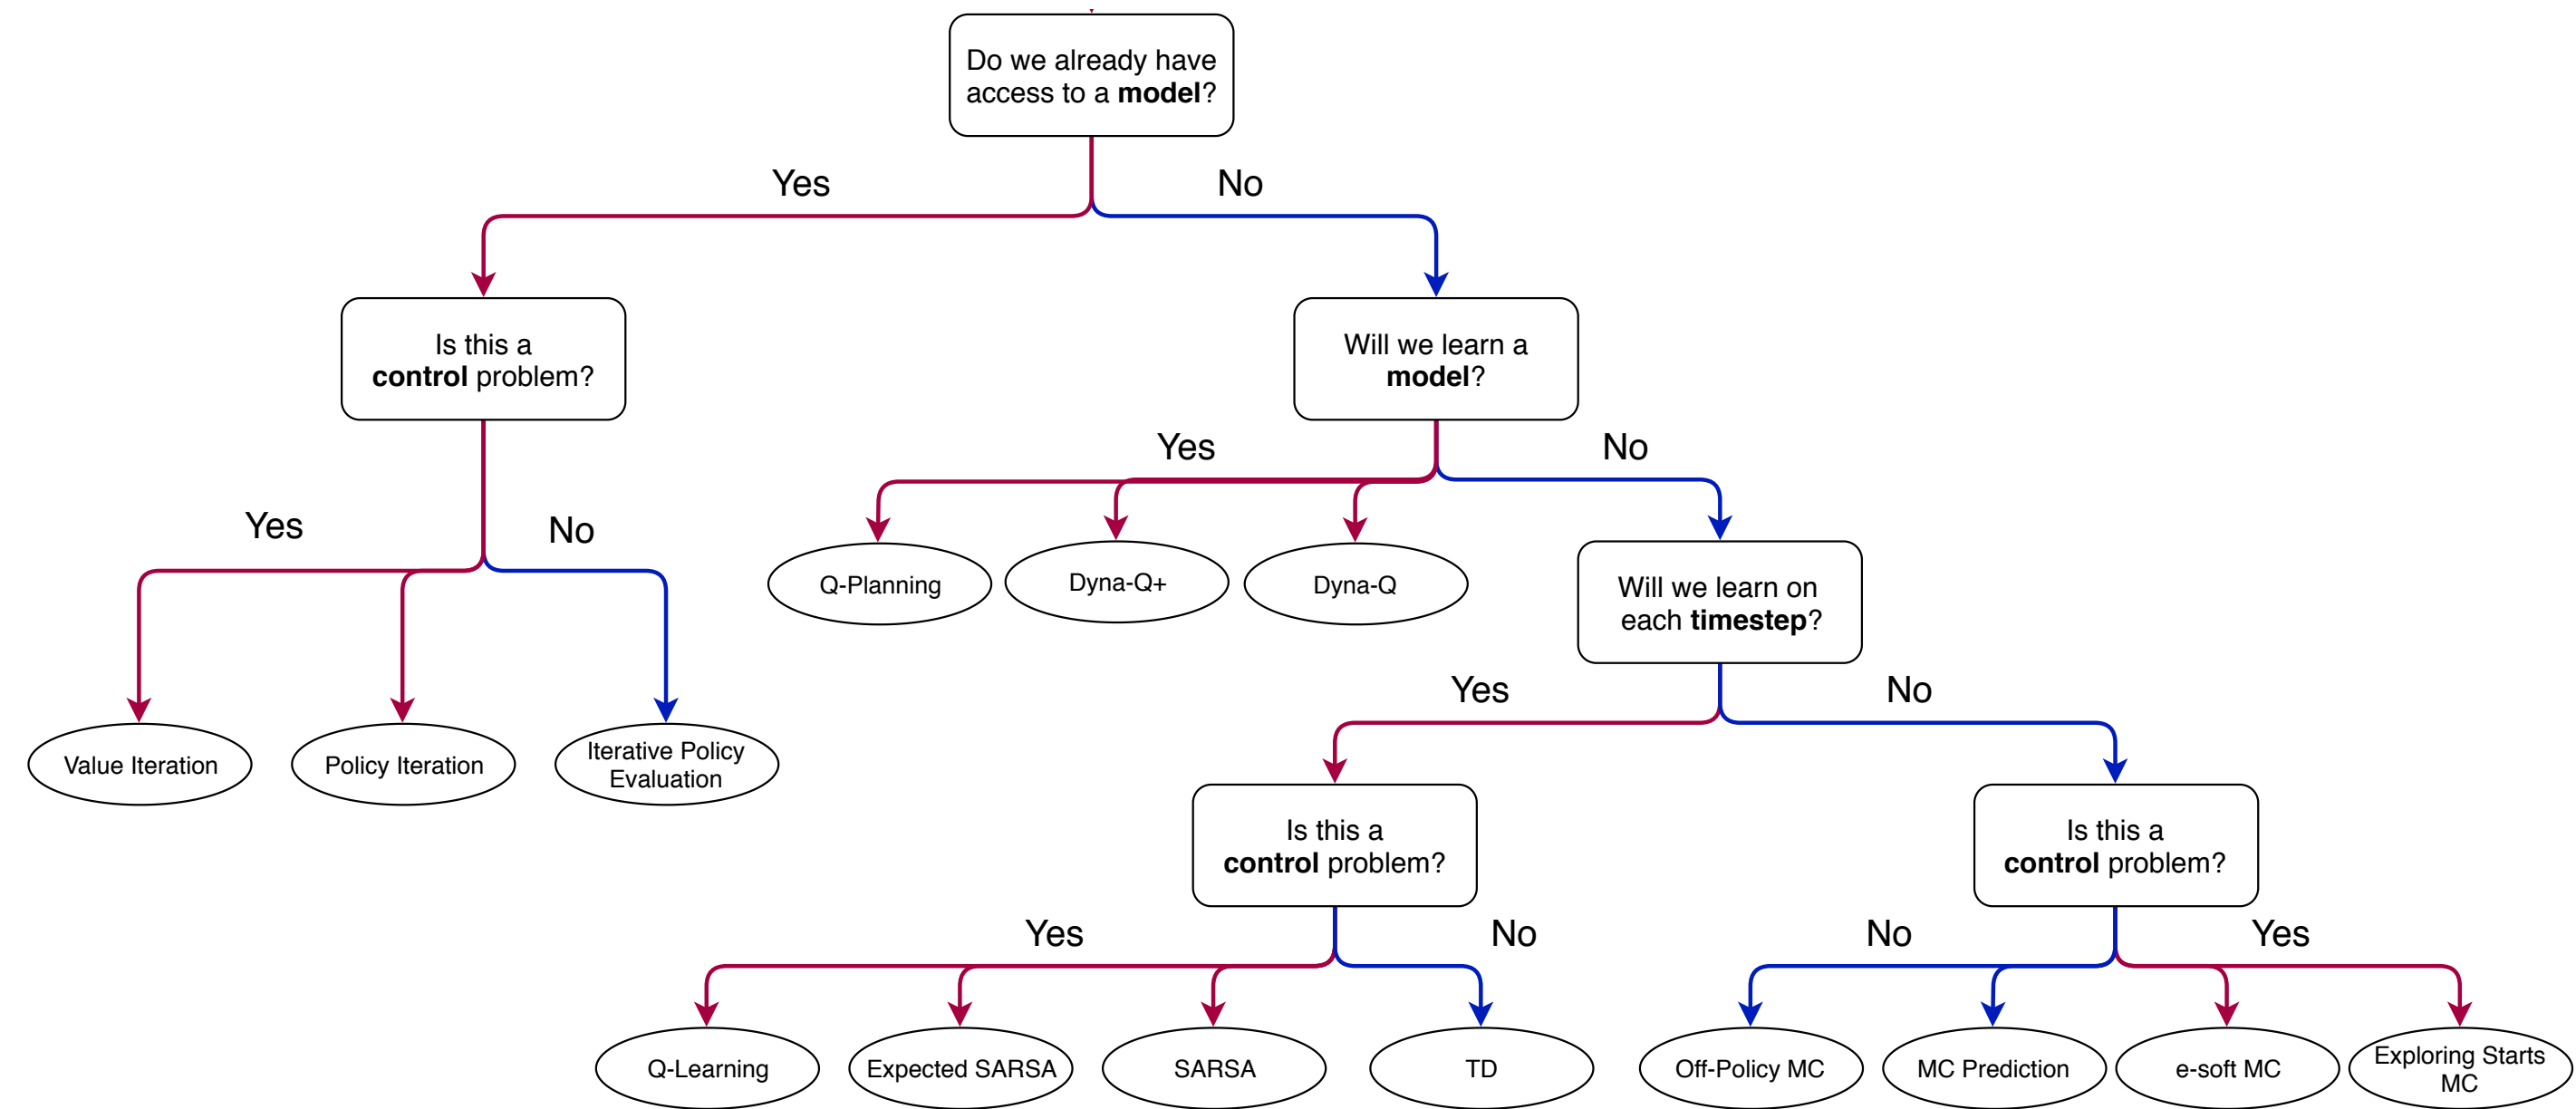 Do we already have
access to a model?
Yes
No
Is this a
control problem?
Will we learn a
model?
Yes
No
Yes
No
Q-Planning
Dyna-Q+
Dyna-Q
Will we learn on
each timestep?
Yes
No
Value Iteration
Policy Iteration
Iterative Policy
Evaluation
Is this a
control problem?
Is this a
control problem?
Yes
No
No
Yes
Q-Learning
Expected SARSA
SARSA
TD
Off-Policy MC
MC Prediction
e-soft MC
Exploring Starts
MC